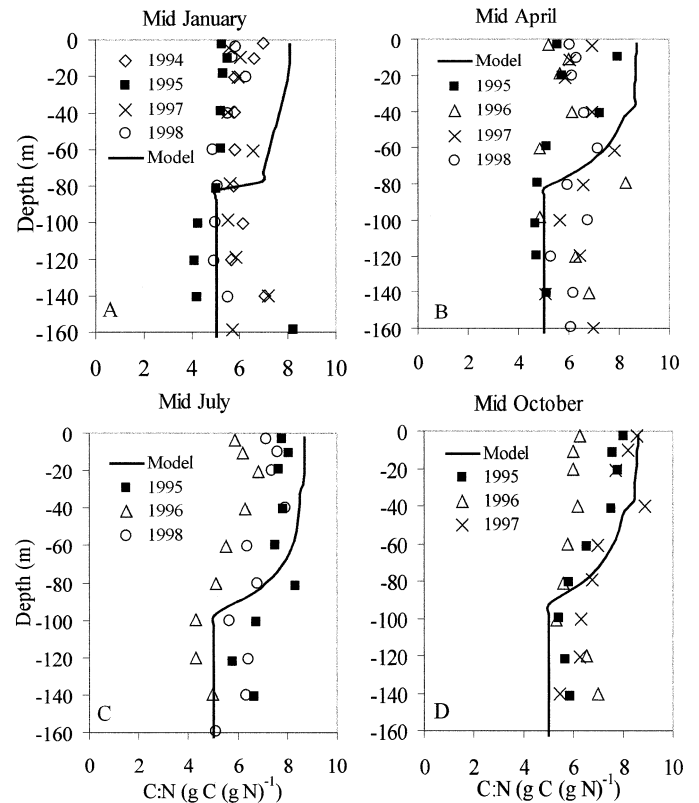 Mid January
Mid April
Depth (m)
0
-20
-40
-60
-80
-100
-120
-140
-160
1994
1995
1997
1998
Model
A
0 2 4 6 8 10
0
-20
-40
-60
-80
-100
-120
-140
-160
Model
1995
1996
1997
1998
B
0 2 4 6 8 10
Mid July
Mid October
Depth (m)
0
-20
-40
-60
-80
-100
-120
-140
-160
Model
1995
1996
1998
C
0 2 4 6 8 10
C:N (g C (g N)⁻¹)
0
-20
-40
-60
-80
-100
-120
-140
-160
Model
1995
1996
1997
D
0 2 4 6 8 10
C:N (g C (g N)⁻¹)